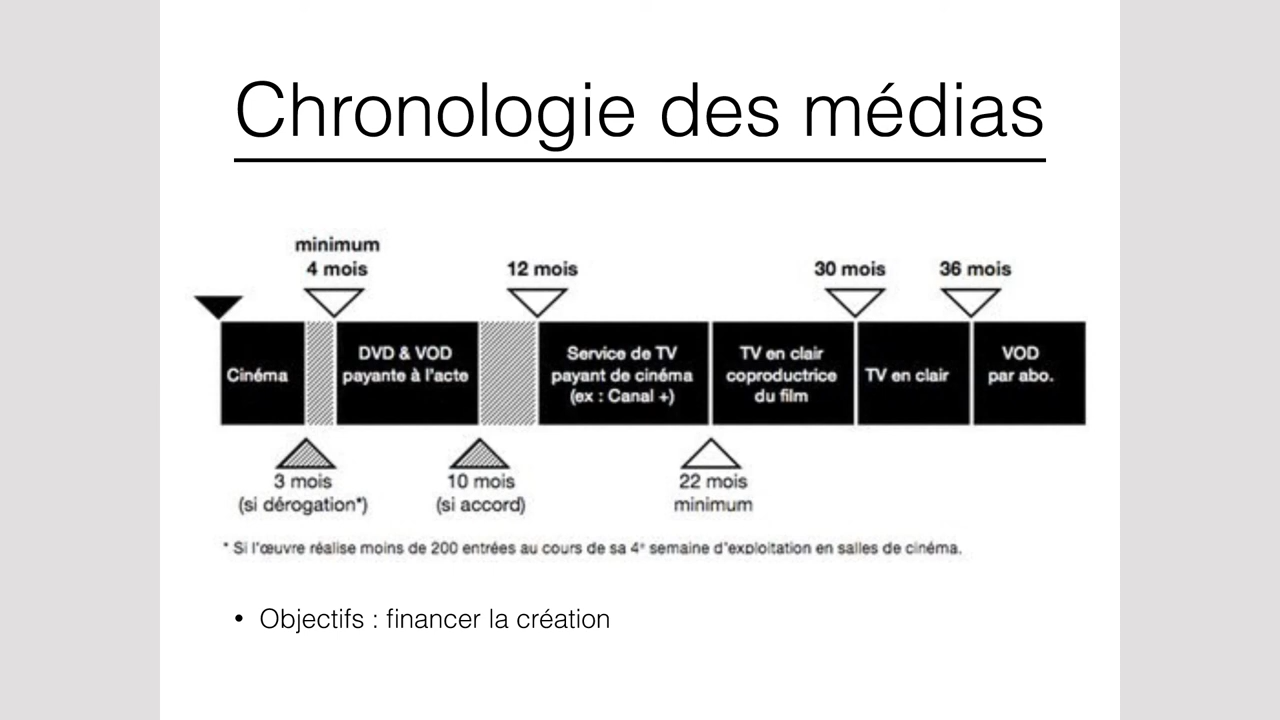 Chronologie des médias
minimum
4 mois
12 mois
30 mois
36 mois
Cinéma
DVD & VOD
payante à l'acte
Service de TV
payant de cinéma
(ex : Canal +)
TV en clair
coproductrice
du film
TV en clair
VOD
par abo.
3 mois
(si dérogation*)
10 mois
(si accord)
22 mois
minimum
* Si l'œuvre réalise moins de 200 entrées au cours de sa 4e semaine d'exploitation en salles de cinéma.
• Objectifs : financer la création